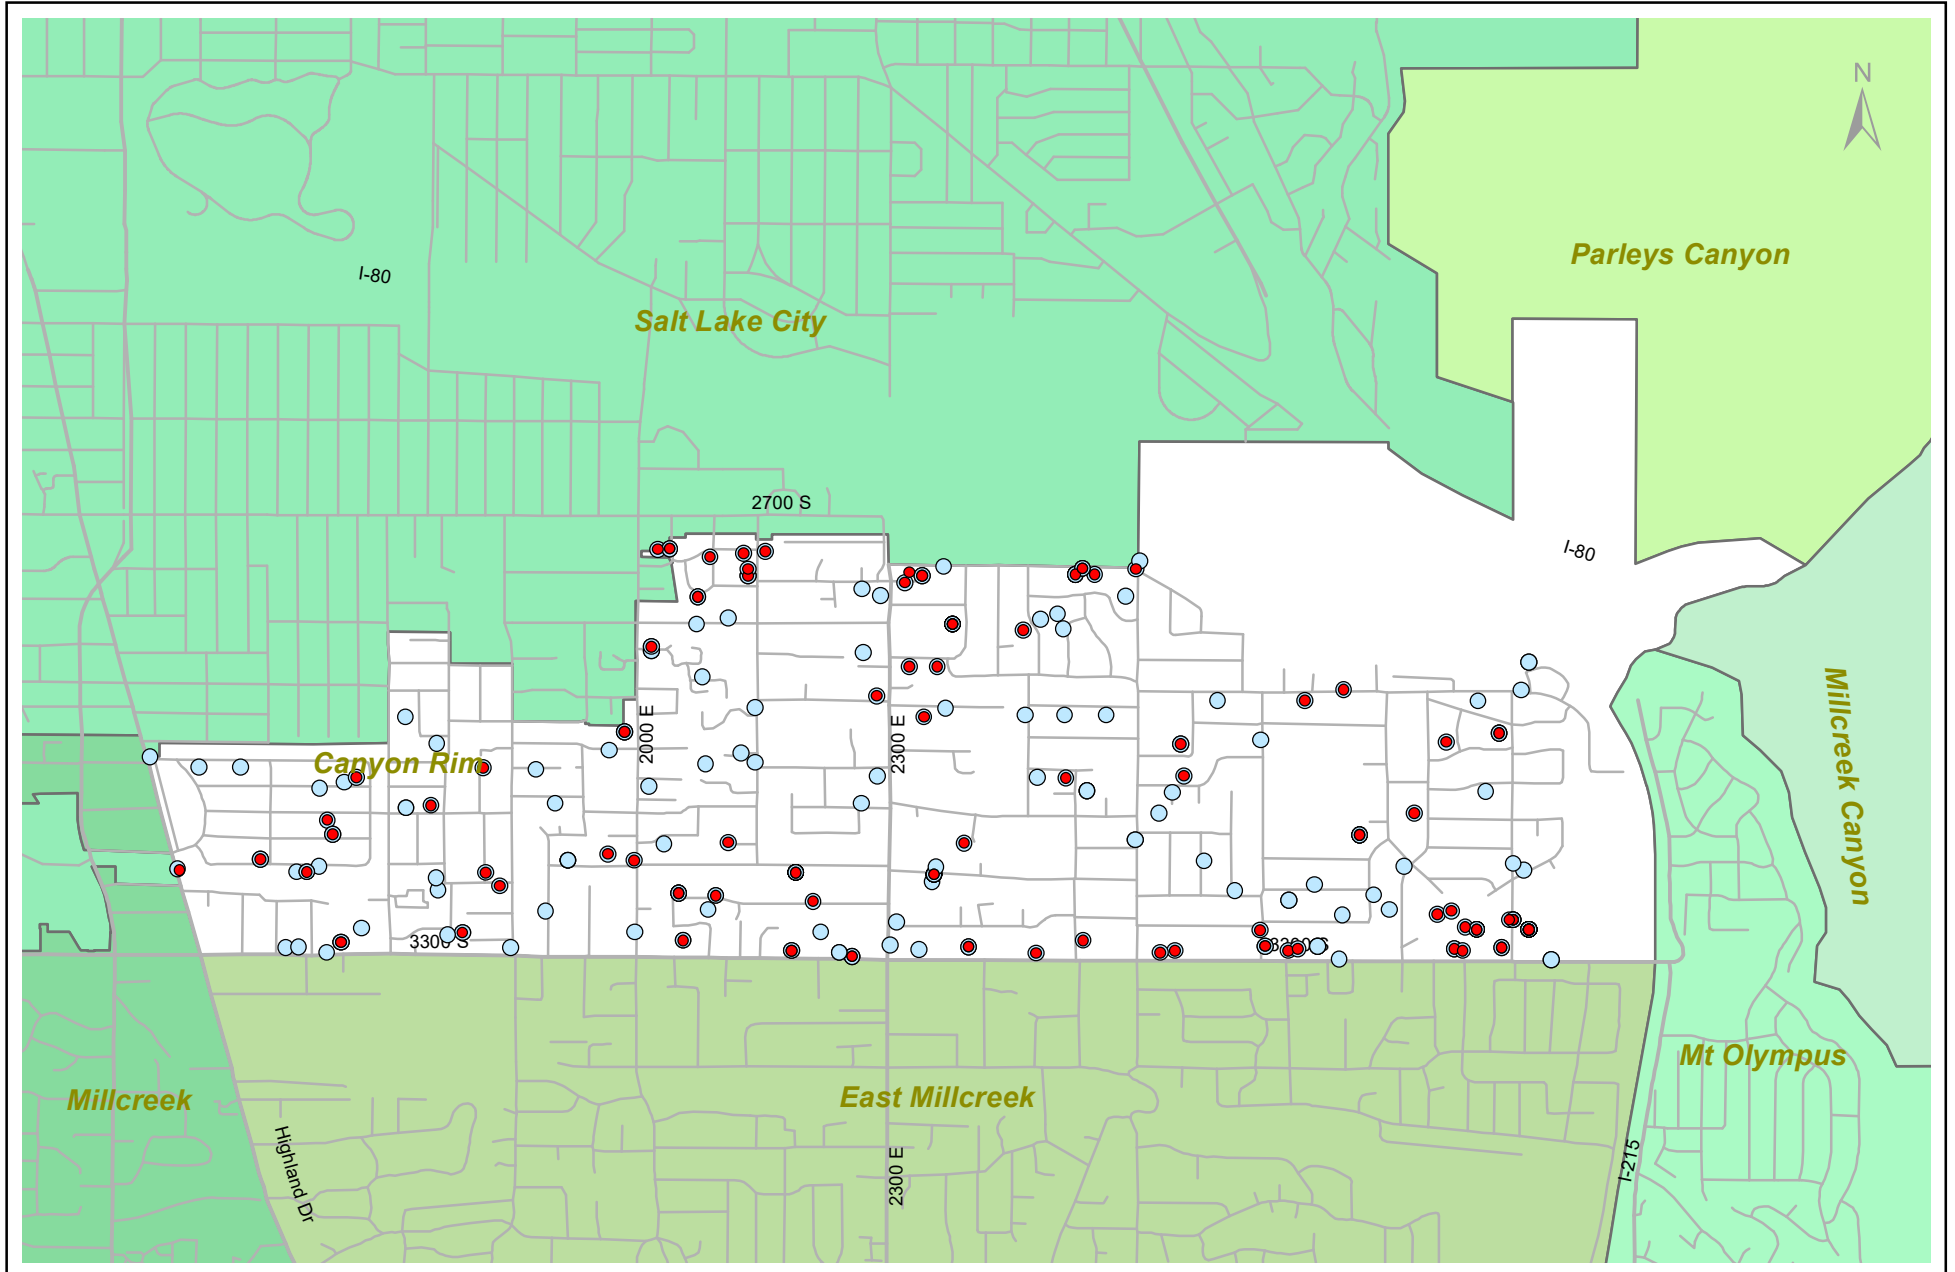 N
Parleys Canyon
I-80
Salt Lake City
2700 S
I-80
2000 E
2300 E
Canyon Rim
Millcreek Canyon
3300 S
3300 S
Mt Olympus
Millcreek
East Millcreek
Highland Dr
2300 E
I-215